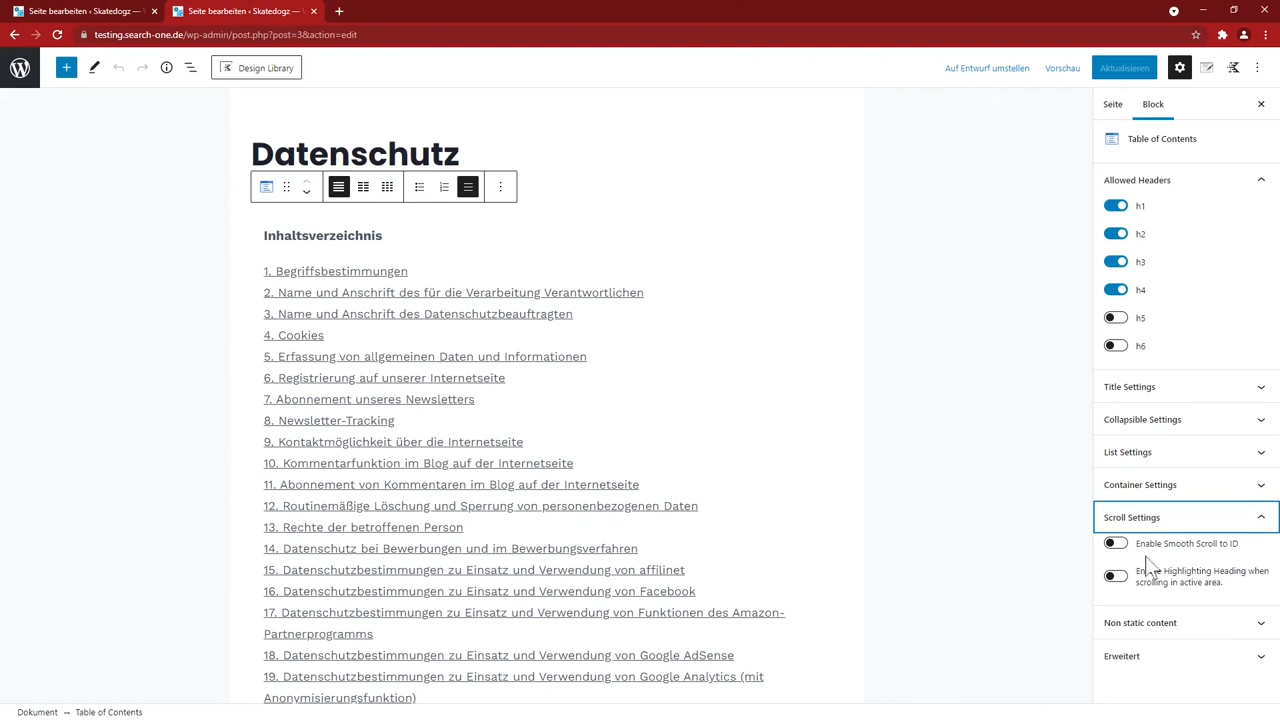 Seite bearbeiten ‹ Skatedogz —
Seite bearbeiten ‹ Skatedogz —
testing.search-one.de/wp-admin/post.php?post=3&action=edit
Design Library
Auf Entwurf umstellen
Vorschau
Aktualisieren
Seite
Block
Table of Contents
Datenschutz
Inhaltsverzeichnis
1. Begriffsbestimmungen
2. Name und Anschrift des für die Verarbeitung Verantwortlichen
3. Name und Anschrift des Datenschutzbeauftragten
4. Cookies
5. Erfassung von allgemeinen Daten und Informationen
6. Registrierung auf unserer Internetseite
7. Abonnement unseres Newsletters
8. Newsletter-Tracking
9. Kontaktmöglichkeit über die Internetseite
10. Kommentarfunktion im Blog auf der Internetseite
11. Abonnement von Kommentaren im Blog auf der Internetseite
12. Routinemäßige Löschung und Sperrung von personenbezogenen Daten
13. Rechte der betroffenen Person
14. Datenschutz bei Bewerbungen und im Bewerbungsverfahren
15. Datenschutzbestimmungen zu Einsatz und Verwendung von affilinet
16. Datenschutzbestimmungen zu Einsatz und Verwendung von Facebook
17. Datenschutzbestimmungen zu Einsatz und Verwendung von Funktionen des Amazon-
Partnerprogramms
18. Datenschutzbestimmungen zu Einsatz und Verwendung von Google AdSense
19. Datenschutzbestimmungen zu Einsatz und Verwendung von Google Analytics (mit
Anonymisierungsfunktion)
Allowed Headers
h1
h2
h3
h4
h5
h6
Title Settings
Collapsible Settings
List Settings
Container Settings
Scroll Settings
Enable Smooth Scroll to ID
Highlighting Heading when
scrolling in active area.
Non static content
Erweitert
Dokument → Table of Contents